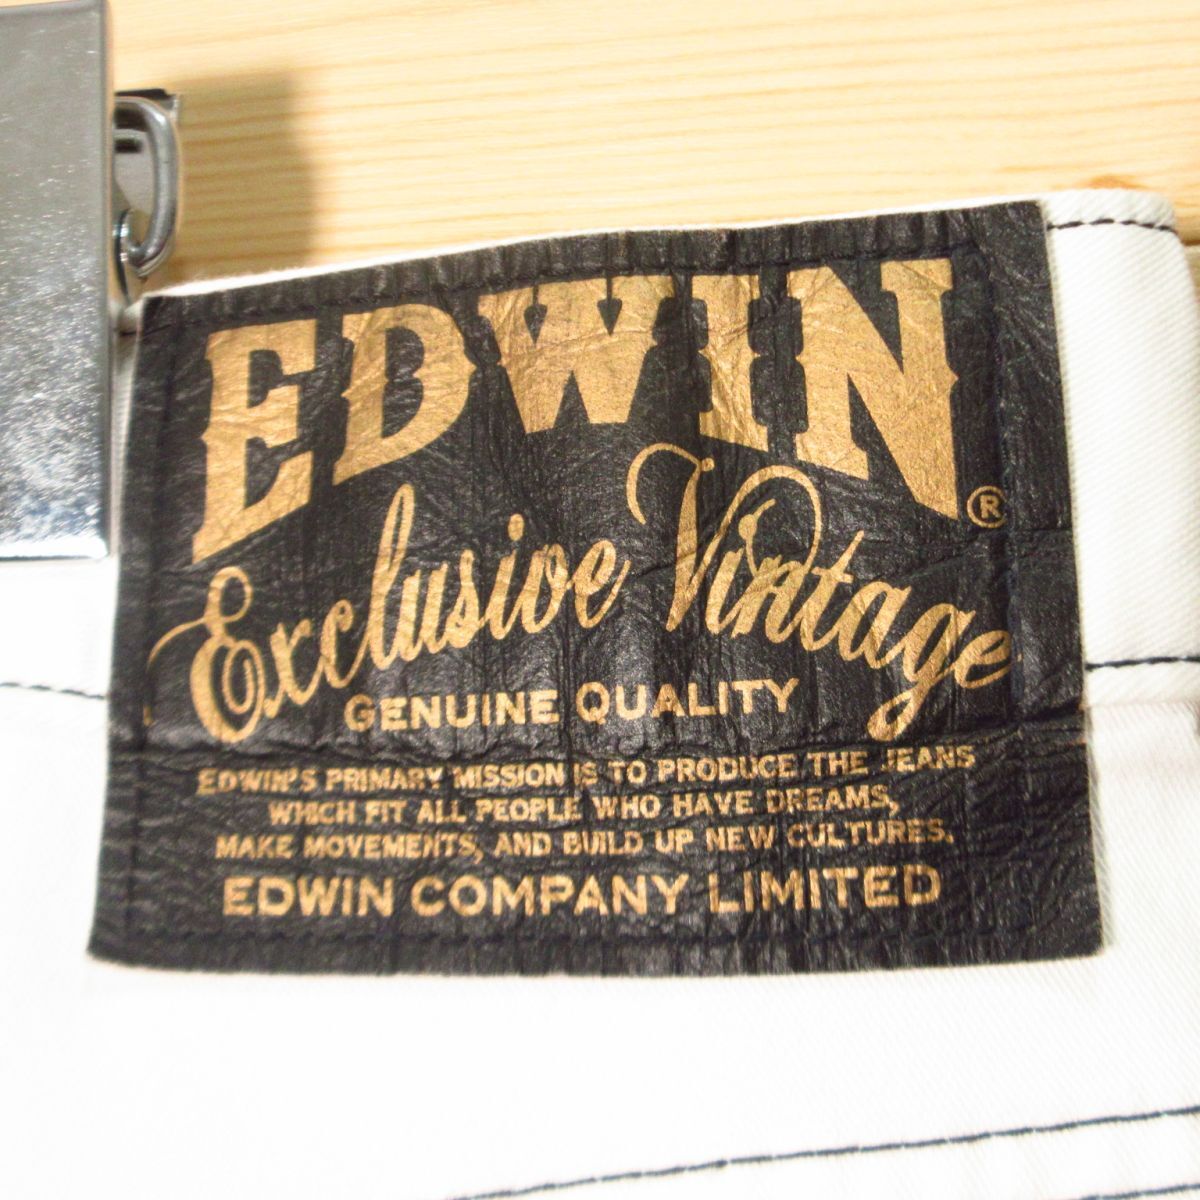 EDWIN®
Exclusive Vintage
GENUINE QUALITY
EDWIN'S PRIMARY MISSION IS TO PRODUCE THE JEANS
WHICH FIT ALL PEOPLE WHO HAVE DREAMS,
MAKE MOVEMENTS, AND BUILD UP NEW CULTURES.
EDWIN COMPANY LIMITED